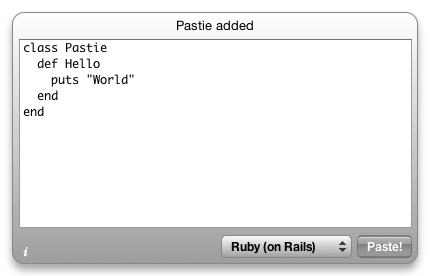 Pastie added
class Pastie
  def Hello
    puts "World"
  end
end
i
Ruby (on Rails)
Paste!